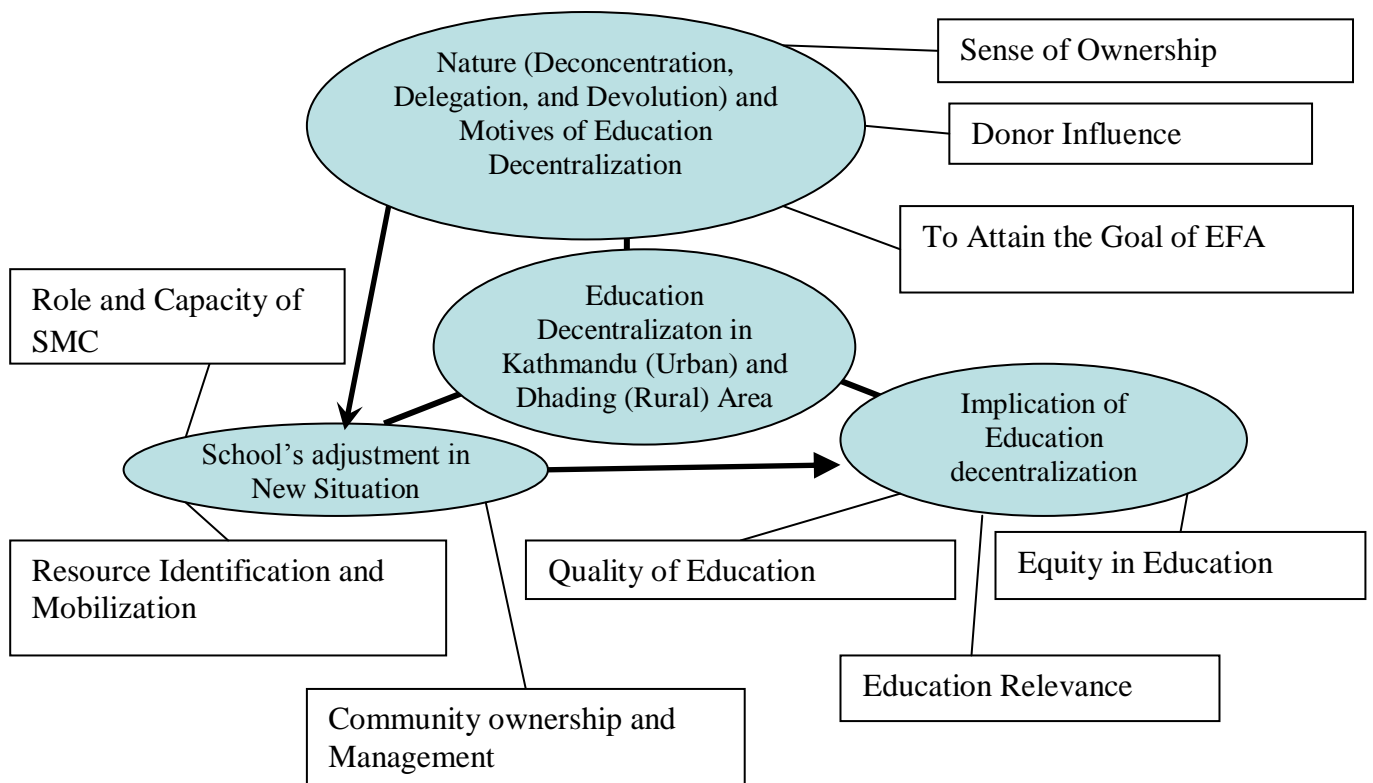 Nature (Deconcentration,
Delegation, and Devolution) and
Motives of Education
Decentralization
Sense of Ownership
Donor Influence
To Attain the Goal of EFA
Role and Capacity of
SMC
Education
Decentralizaton in
Kathmandu (Urban) and
Dhading (Rural) Area
Implication of
Education
decentralization
School’s adjustment in
New Situation
Resource Identification and
Mobilization
Quality of Education
Equity in Education
Education Relevance
Community ownership and
Management